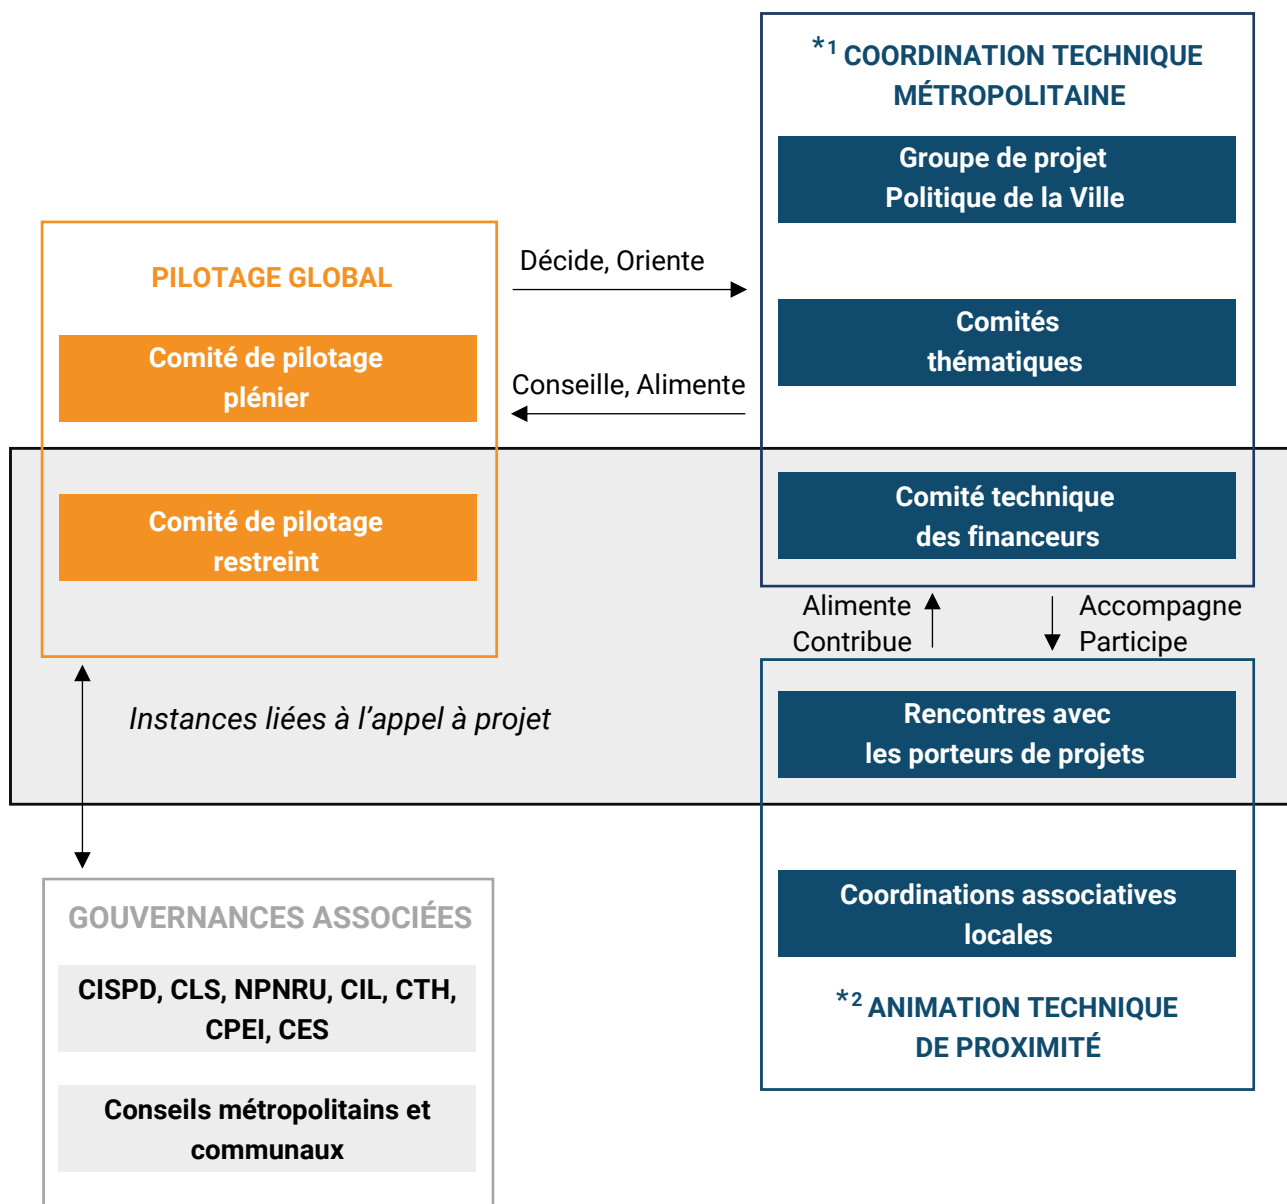 *1 COORDINATION TECHNIQUE
MÉTROPOLITAINE
Groupe de projet
Politique de la Ville
Comités
thématiques
Comité technique
des financeurs
PILOTAGE GLOBAL
Comité de pilotage
plénier
Comité de pilotage
restreint
Décide, Oriente
Conseille, Alimente
Alimente
Contribue
Accompagne
Participe
Instances liées à l’appel à projet
Rencontres avec
les porteurs de projets
Coordinations associatives
locales
*2 ANIMATION TECHNIQUE
DE PROXIMITÉ
GOUVERNANCES ASSOCIÉES
CISPD, CLS, NPNRU, CIL, CTH,
CPEI, CES
Conseils métropolitains et
communaux